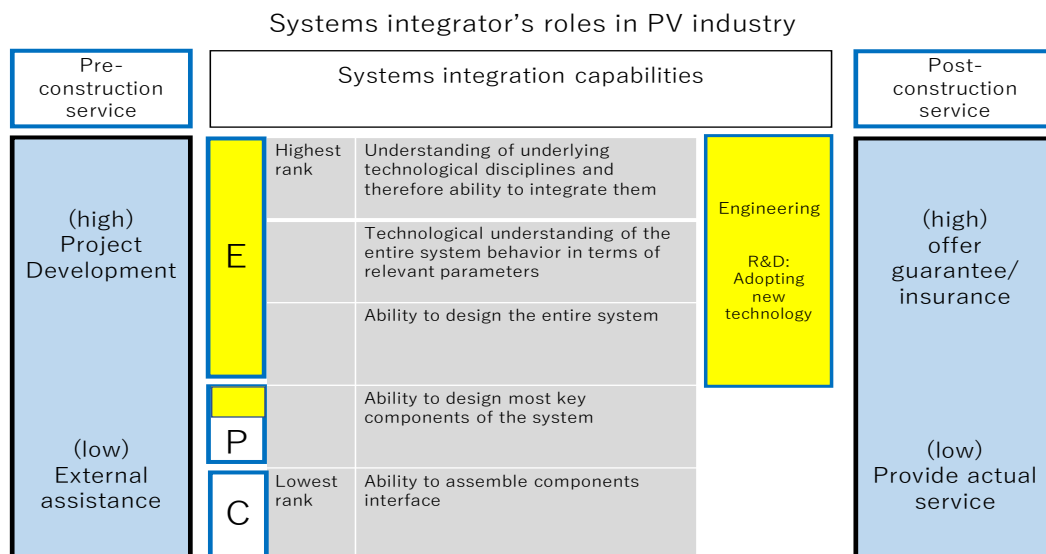 Systems integrator’s roles in PV industry
Pre-
construction
service
Systems integration capabilities
Post-
construction
service
(high)
Project
Development
(low)
External
assistance
E
P
C
Highest
rank
Understanding of underlying
technological disciplines and
therefore ability to integrate them
Technological understanding of the
entire system behavior in terms of
relevant parameters
Ability to design the entire system
Ability to design most key
components of the system
Lowest
rank
Ability to assemble components
interface
Engineering
R&D:
Adopting
new
technology
(high)
offer
guarantee/
insurance
(low)
Provide actual
service